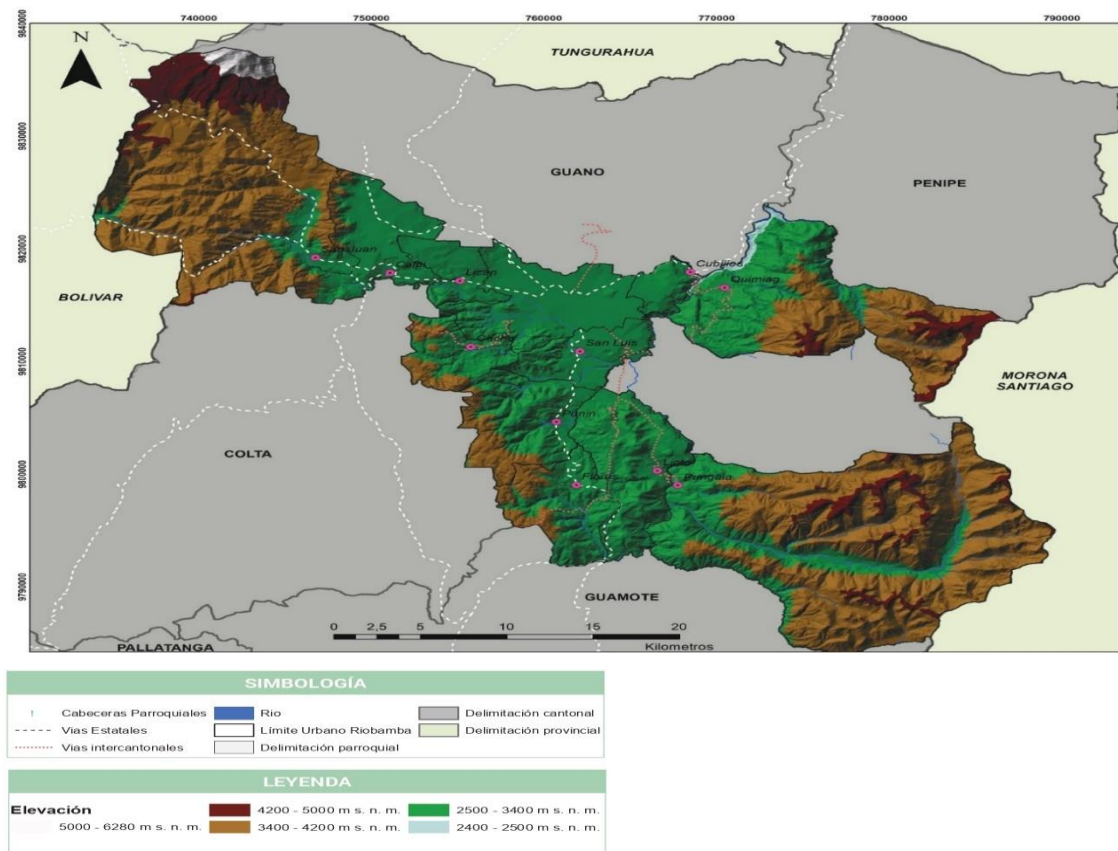 740000 750000 760000 770000 780000 790000
9840000
N
TUNGURAHUA
9830000
GUANO
PENIPE
9820000
San Juan
Calpi
Licán
Cubijíes
Quimiag
BOLIVAR
9810000
Cacha
San Luis
MORONA
SANTIAGO
Punín
COLTA
9800000
Flores
Pungala
9790000
GUAMOTE
0 2,5 5 10 15 20
Kilometros
PALLATANGA
SIMBOLOGÍA
Cabeceras Parroquiales
Rio
Delimitación cantonal
Vias Estatales
Límite Urbano Riobamba
Delimitación provincial
Vias intercantonales
Delimitación parroquial
LEYENDA
Elevación
4200 - 5000 m s. n. m.
2500 - 3400 m s. n. m.
5000 - 6280 m s. n. m.
3400 - 4200 m s. n. m.
2400 - 2500 m s. n. m.